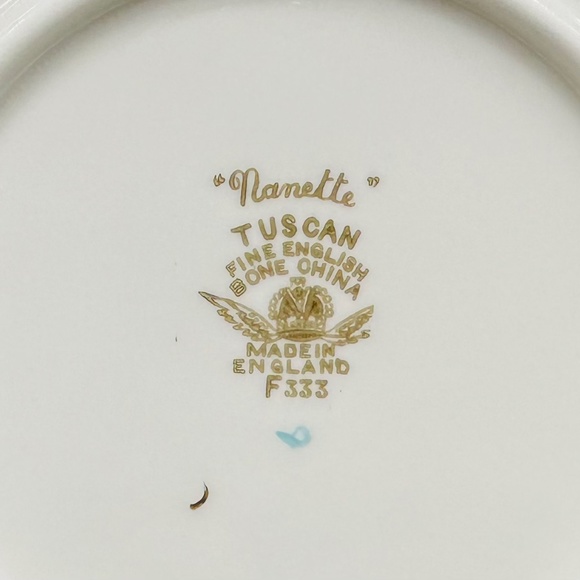 "Nanette"
TUSCAN
FINE ENGLISH
BONE CHINA
MADE IN
ENGLAND
F333